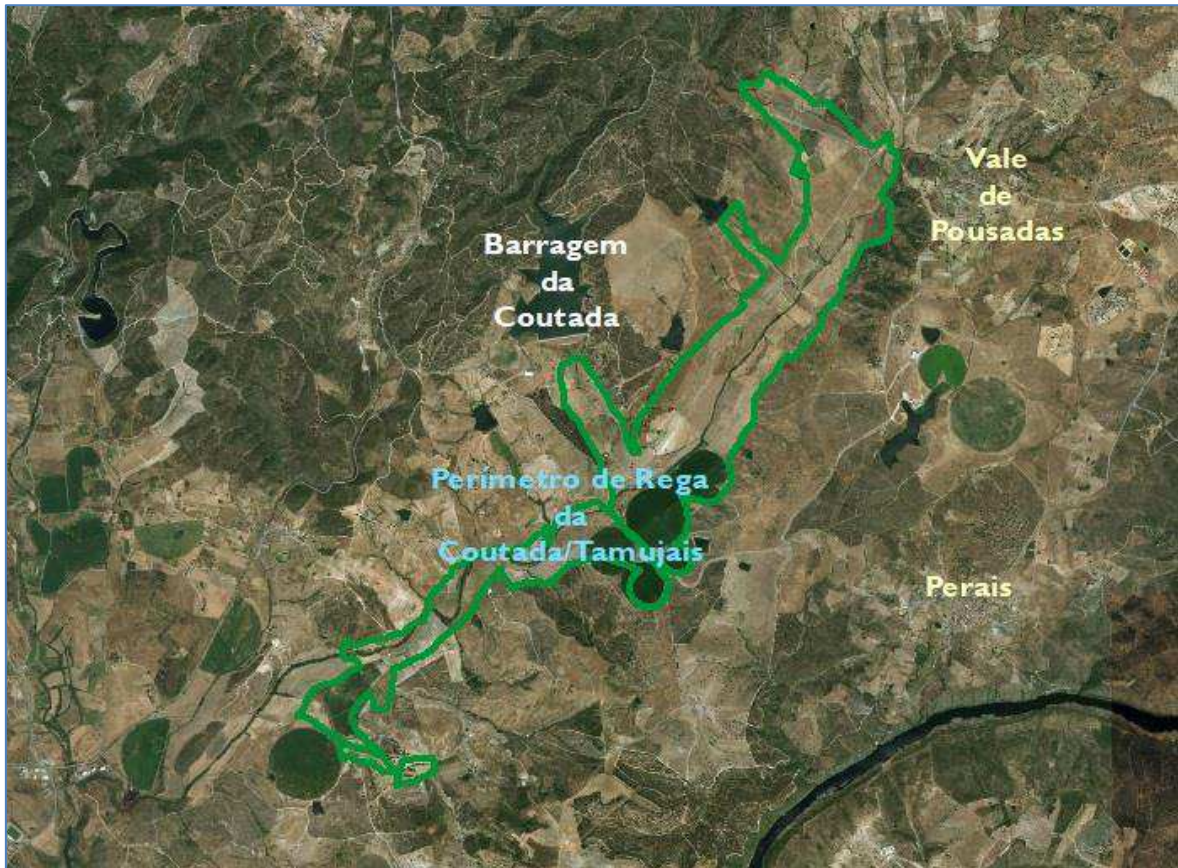 Vale
de
Pousadas
Barragem
da
Coutada
Perímetro de Rega
da
Coutada/Tamujais
Perais